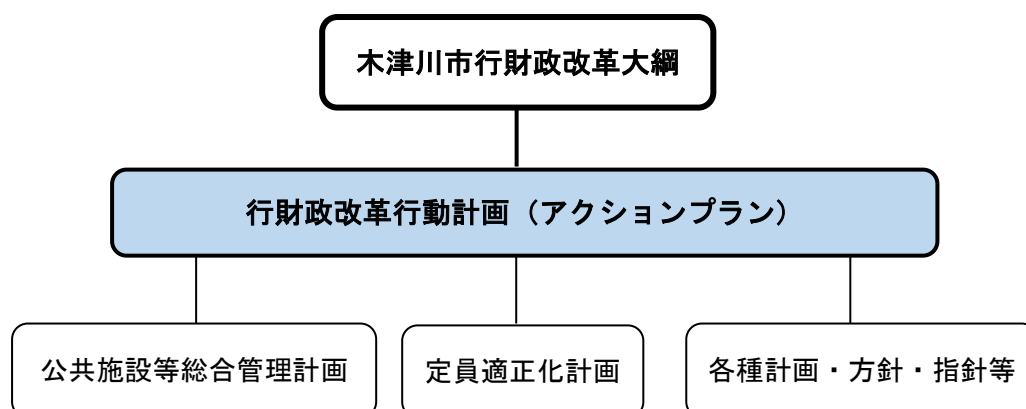 木津川市行財政改革大綱
行財政改革行動計画（アクションプラン）
公共施設等総合管理計画
定員適正化計画
各種計画・方針・指針等